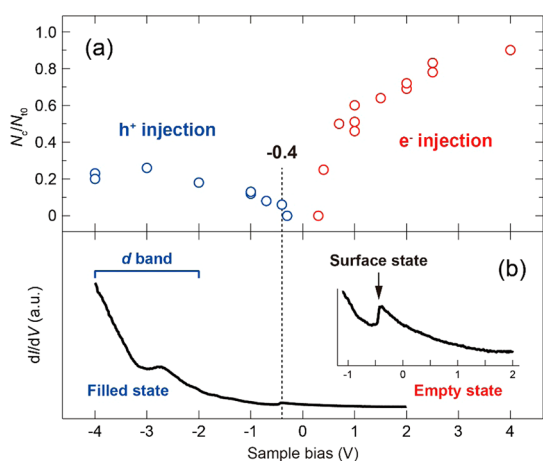 1.0
0.8
0.6
0.4
0.2
0
Nc/Nt0
(a)
h+ injection
-0.4
e- injection
(b)
d band
Surface state
dI/dV (a.u.)
Filled state
-1 0 1 2
Empty state
-4 -3 -2 -1 0 1 2 3 4
Sample bias (V)